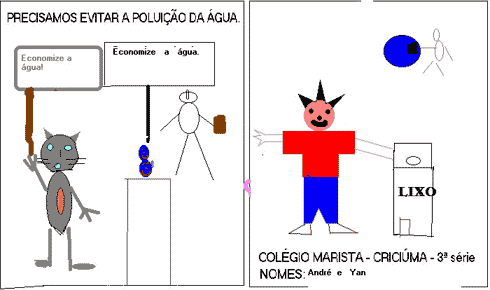 PRECISAMOS EVITAR A POLUIÇÃO DA ÁGUA.
Economize a
água!
Economize a água.
LIXO
COLÉGIO MARISTA - CRICIÚMA - 3ª série
NOMES: André e Yan